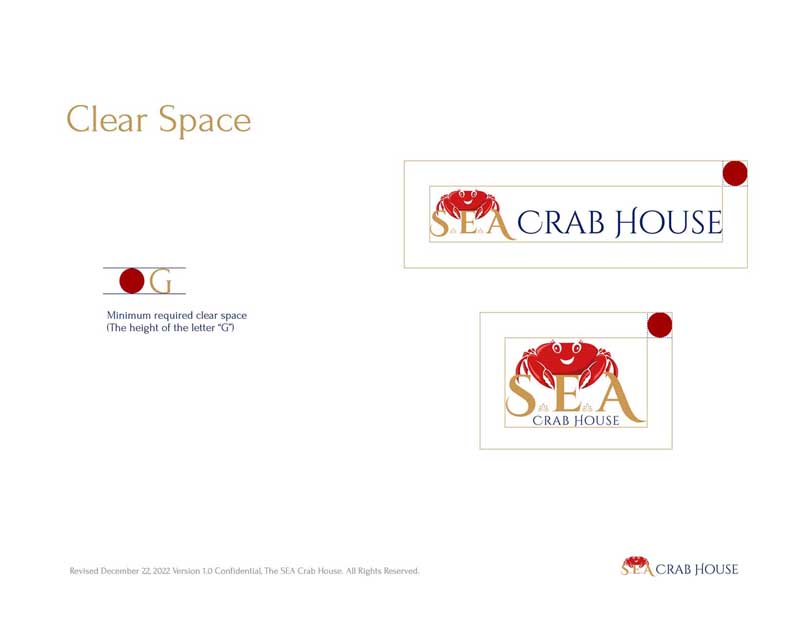 Clear Space
SEA CRAB HOUSE
G
Minimum required clear space
(The height of the letter “G”)
SEA
CRAB HOUSE
Revised December 22, 2022 Version 1.0 Confidential, The SEA Crab House. All Rights Reserved.
SEA CRAB HOUSE